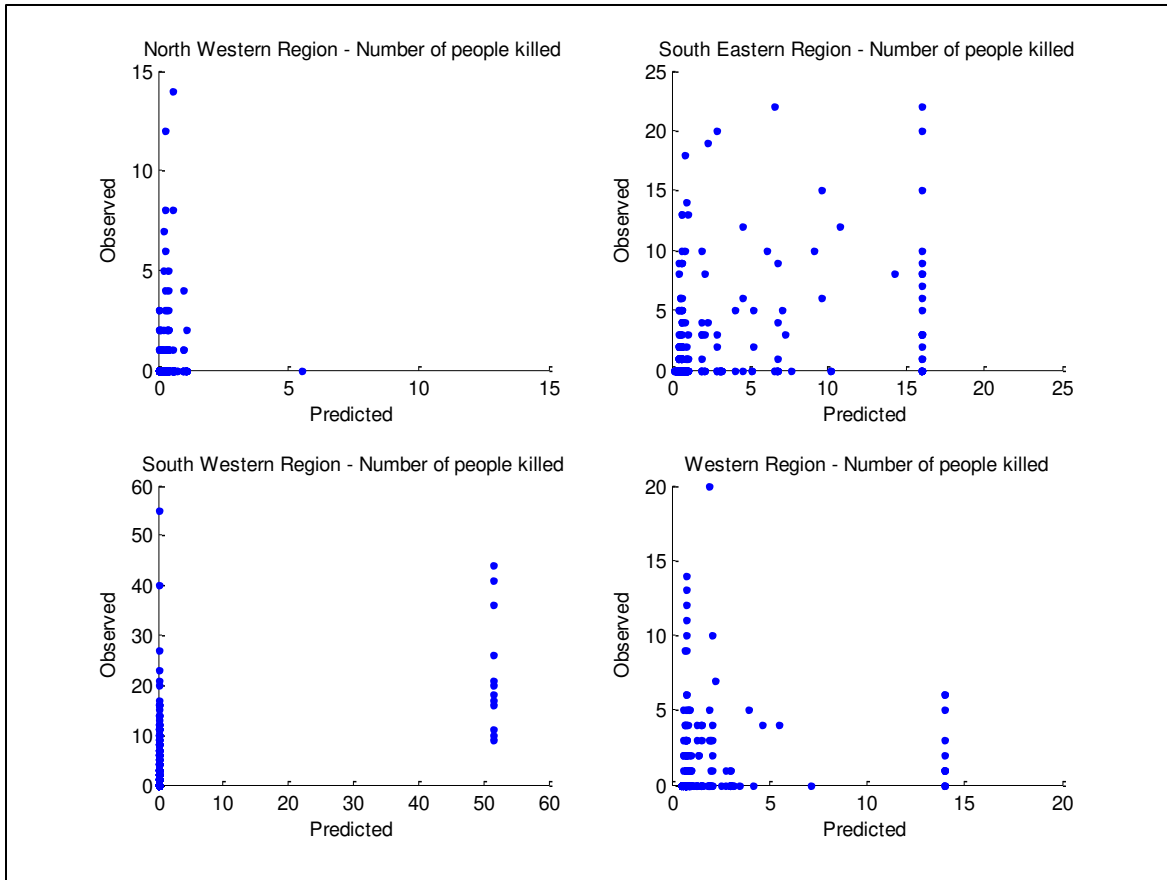 North Western Region - Number of people killed
15
10
5
0
Observed
0 5 10 15
Predicted
South Eastern Region - Number of people killed
25
20
15
10
5
0
Observed
0 5 10 15 20 25
Predicted
South Western Region - Number of people killed
60
50
40
30
20
10
0
Observed
0 10 20 30 40 50 60
Predicted
Western Region - Number of people killed
20
15
10
5
0
Observed
0 5 10 15 20
Predicted